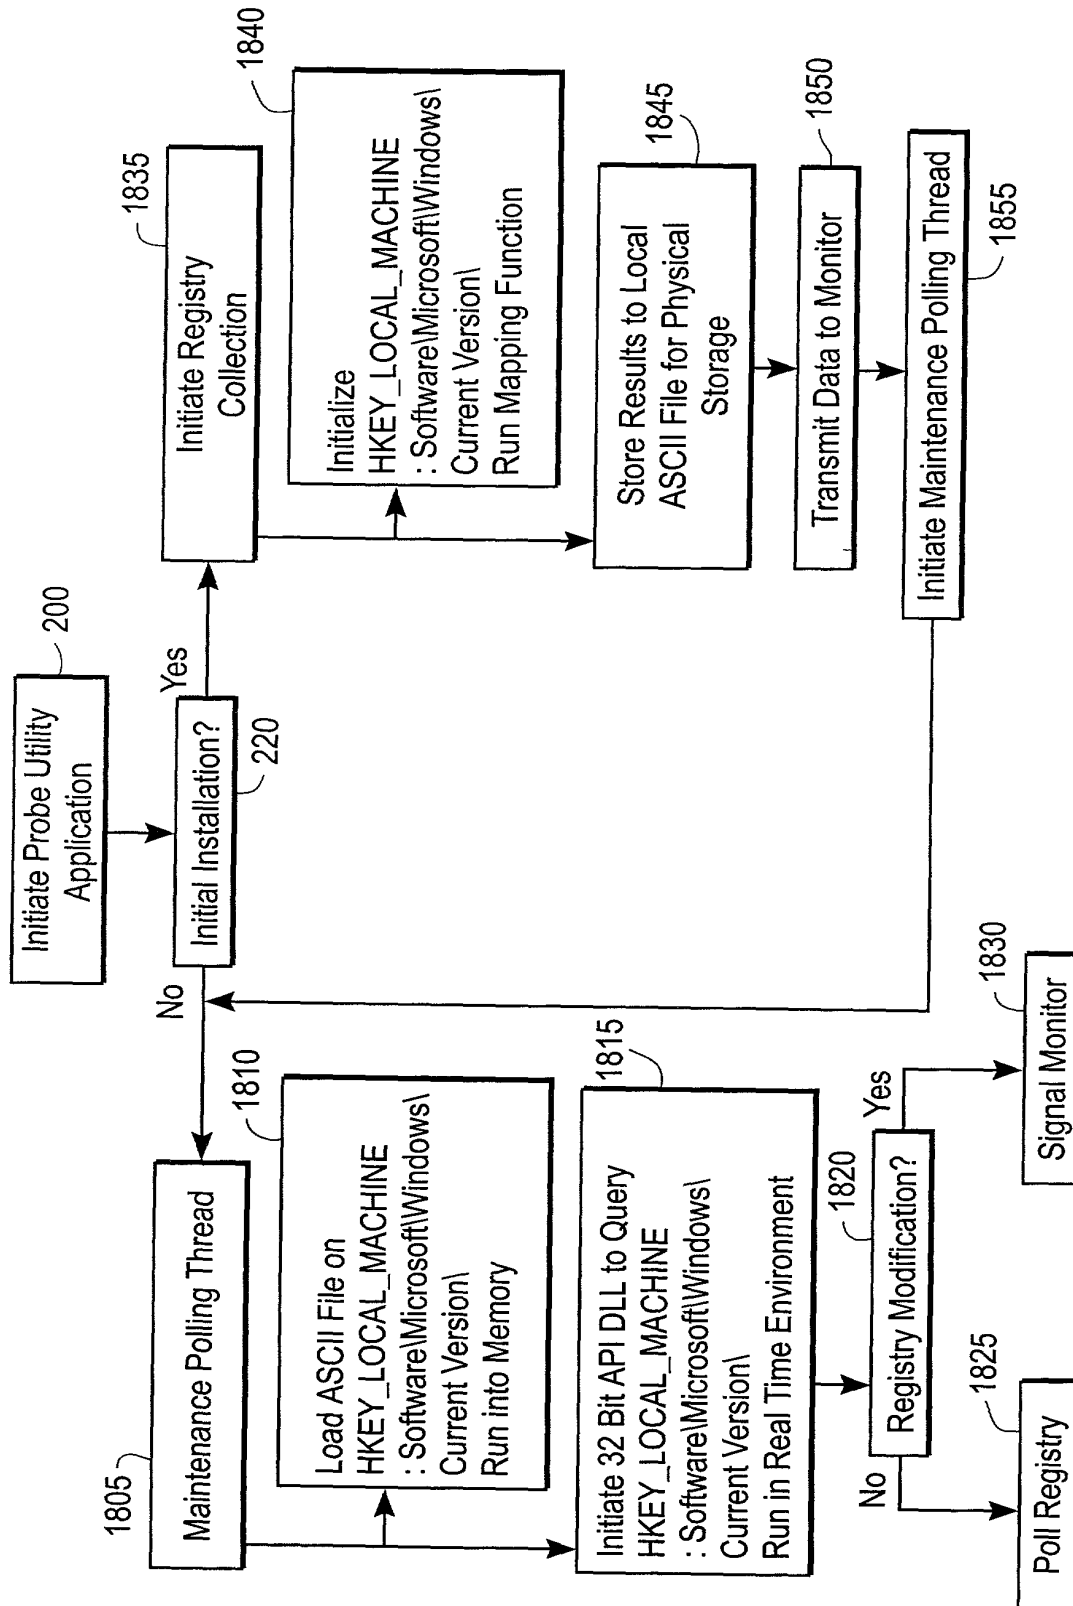 Initiate Probe Utility
Application
200
Initial Installation?
220
No
Yes
Maintenance Polling Thread
1805
Load ASCII File on
HKEY_LOCAL_MACHINE
: Software\Microsoft\Windows\
Current Version\
Run into Memory
1810
Initiate 32 Bit API DLL to Query
HKEY_LOCAL_MACHINE
: Software\Microsoft\Windows\
Current Version\
Run in Real Time Environment
1815
Registry Modification?
1820
No
Yes
Poll Registry
1825
Signal Monitor
1830
Initiate Registry
Collection
1835
Initialize
HKEY_LOCAL_MACHINE
: Software\Microsoft\Windows\
Current Version\
Run Mapping Function
1840
Store Results to Local
ASCII File for Physical
Storage
1845
Transmit Data to Monitor
1850
Initiate Maintenance Polling Thread
1855